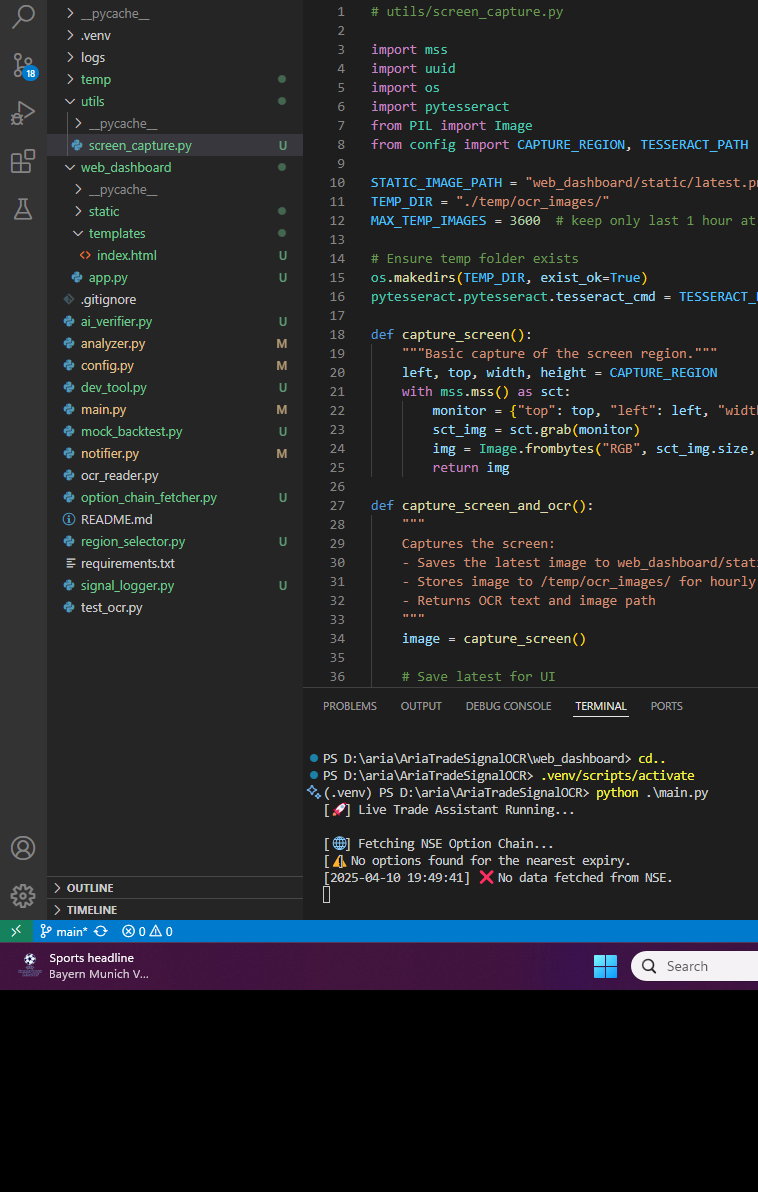 __pycache__
.venv
logs
temp
utils
__pycache__
screen_capture.py U
web_dashboard
__pycache__
static
templates
index.html U
app.py U
.gitignore
ai_verifier.py U
analyzer.py M
config.py M
dev_tool.py U
main.py M
mock_backtest.py U
notifier.py M
ocr_reader.py
option_chain_fetcher.py U
README.md
region_selector.py U
requirements.txt
signal_logger.py U
test_ocr.py
OUTLINE
TIMELINE
18
1 # utils/screen_capture.py
2
3 import mss
4 import uuid
5 import os
6 import pytesseract
7 from PIL import Image
8 from config import CAPTURE_REGION, TESSERACT_PATH
9
10 STATIC_IMAGE_PATH = "web_dashboard/static/latest.pn
11 TEMP_DIR = "./temp/ocr_images/"
12 MAX_TEMP_IMAGES = 3600  # keep only last 1 hour at
13
14 # Ensure temp folder exists
15 os.makedirs(TEMP_DIR, exist_ok=True)
16 pytesseract.pytesseract.tesseract_cmd = TESSERACT_
17
18 def capture_screen():
19 """Basic capture of the screen region."""
20 left, top, width, height = CAPTURE_REGION
21 with mss.mss() as sct:
22 monitor = {"top": top, "left": left, "widt
23 sct_img = sct.grab(monitor)
24 img = Image.frombytes("RGB", sct_img.size,
25 return img
26
27 def capture_screen_and_ocr():
28 """
29 Captures the screen:
30 - Saves the latest image to web_dashboard/stat
31 - Stores image to /temp/ocr_images/ for hourly
32 - Returns OCR text and image path
33 """
34 image = capture_screen()
35
36 # Save latest for UI
PROBLEMS OUTPUT DEBUG CONSOLE TERMINAL PORTS
PS D:\aria\AriaTradeSignalOCR\web_dashboard> cd..
PS D:\aria\AriaTradeSignalOCR> .venv/scripts/activate
(.venv) PS D:\aria\AriaTradeSignalOCR> python .\main.py
[🚀] Live Trade Assistant Running...
[🌐] Fetching NSE Option Chain...
[⚠️ No options found for the nearest expiry.
[2025-04-10 19:49:41] ❌ No data fetched from NSE.
main* 0 0
Sports headline
Bayern Munich V...
Search